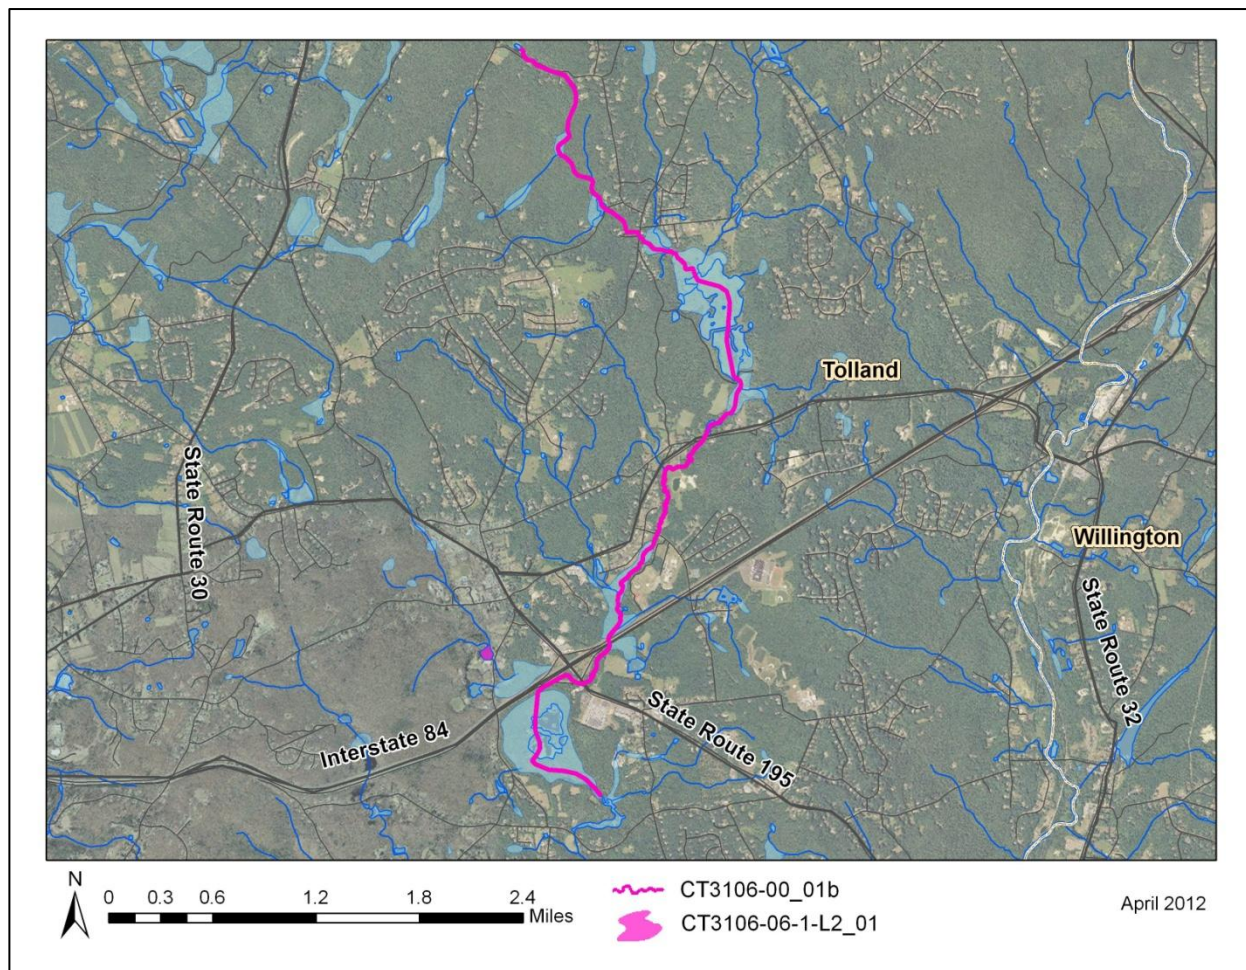 Tolland
State Route 30
Willington
State Route 32
State Route 195
Interstate 84
N
0 0.3 0.6 1.2 1.8 2.4
Miles
CT3106-00_01b
CT3106-06-1-L2_01
April 2012